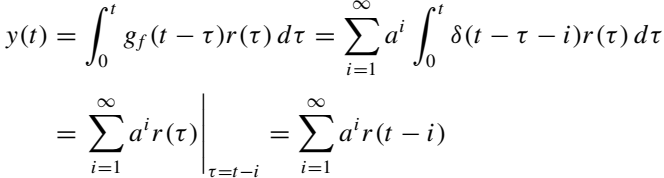 y(t) = ∫_0^t g_f(t − τ)r(τ) dτ = ∑_{i=1}^∞ a^i ∫_0^t δ(t − τ − i)r(τ) dτ
= ∑_{i=1}^∞ a^i r(τ)|_{τ=t−i} = ∑_{i=1}^∞ a^i r(t − i)